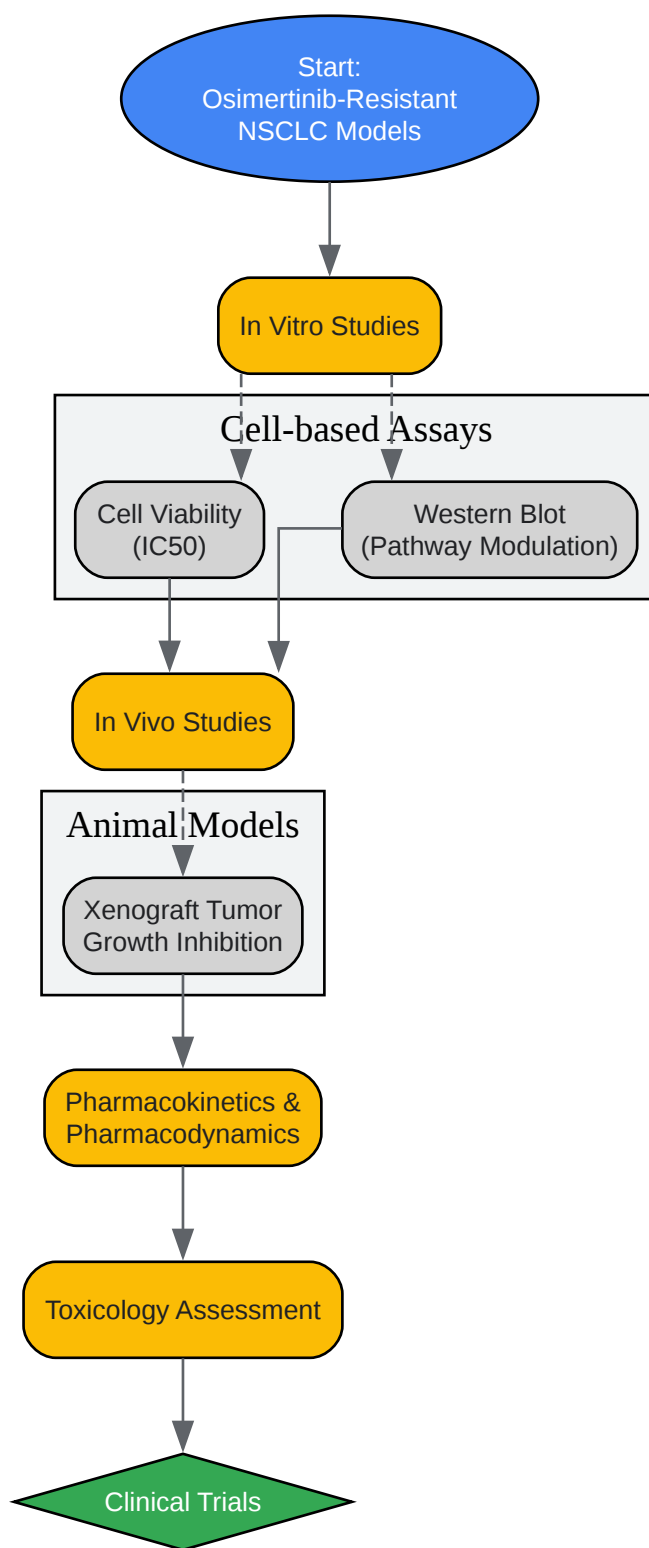 Start:
Osimertinib-Resistant
NSCLC Models
In Vitro Studies
Cell-based Assays
Cell Viability
(IC50)
Western Blot
(Pathway Modulation)
In Vivo Studies
Animal Models
Xenograft Tumor
Growth Inhibition
Pharmacokinetics &
Pharmacodynamics
Toxicology Assessment
Clinical Trials